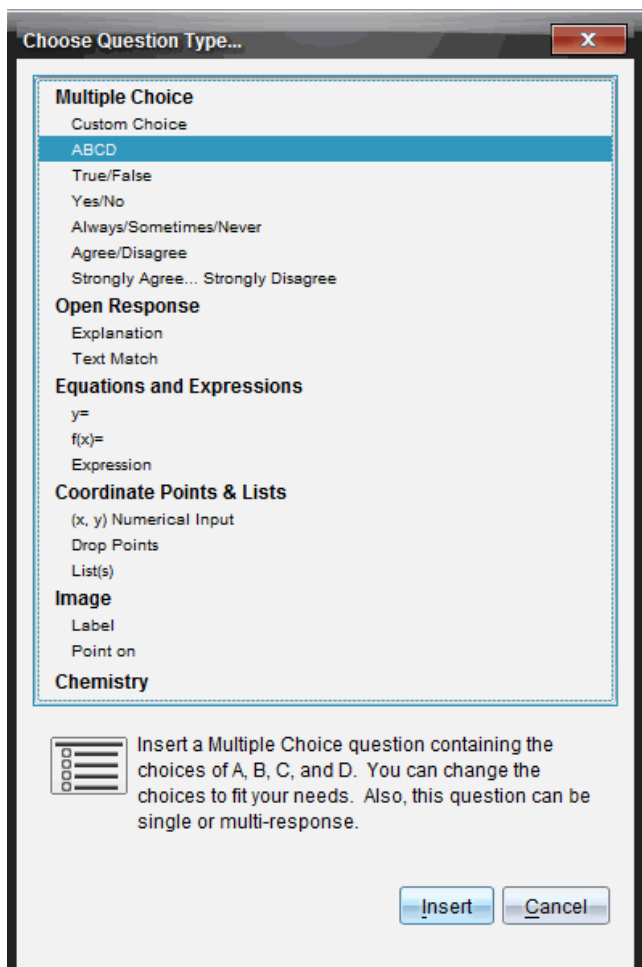 Choose Question Type...
Multiple Choice
Custom Choice
ABCD
True/False
Yes/No
Always/Sometimes/Never
Agree/Disagree
Strongly Agree... Strongly Disagree
Open Response
Explanation
Text Match
Equations and Expressions
y=
f(x)=
Expression
Coordinate Points & Lists
(x, y) Numerical Input
Drop Points
List(s)
Image
Label
Point on
Chemistry
Insert a Multiple Choice question containing the
choices of A, B, C, and D. You can change the
choices to fit your needs. Also, this question can be
single or multi-response.
Insert Cancel